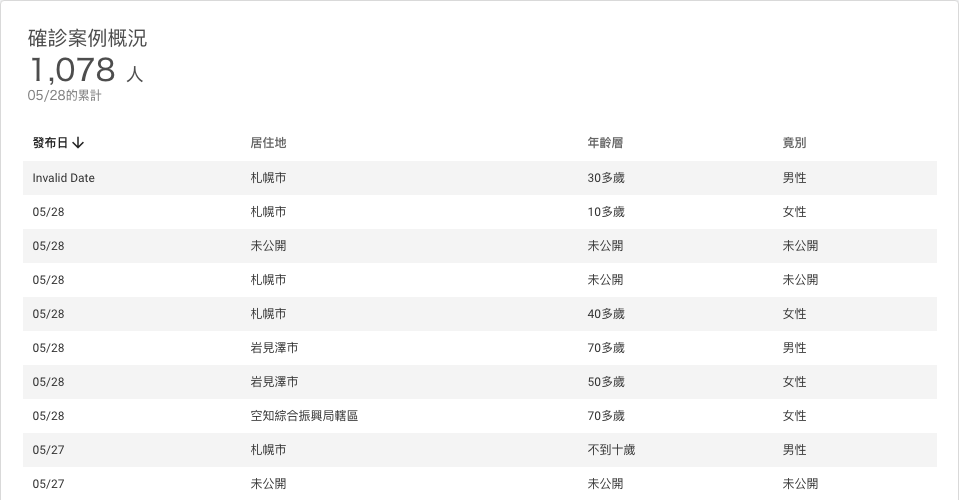 確診案例概況
1,078 人
05/28的累計
發布日↓ 居住地 年齡層 竟別
Invalid Date 札幌市 30多歲 男性
05/28 札幌市 10多歲 女性
05/28 未公開 未公開 未公開
05/28 札幌市 未公開 未公開
05/28 札幌市 40多歲 女性
05/28 岩見澤市 70多歲 男性
05/28 岩見澤市 50多歲 女性
05/28 空知綜合振興局轄區 70多歲 女性
05/27 札幌市 不到十歲 男性
05/27 未公開 未公開 未公開